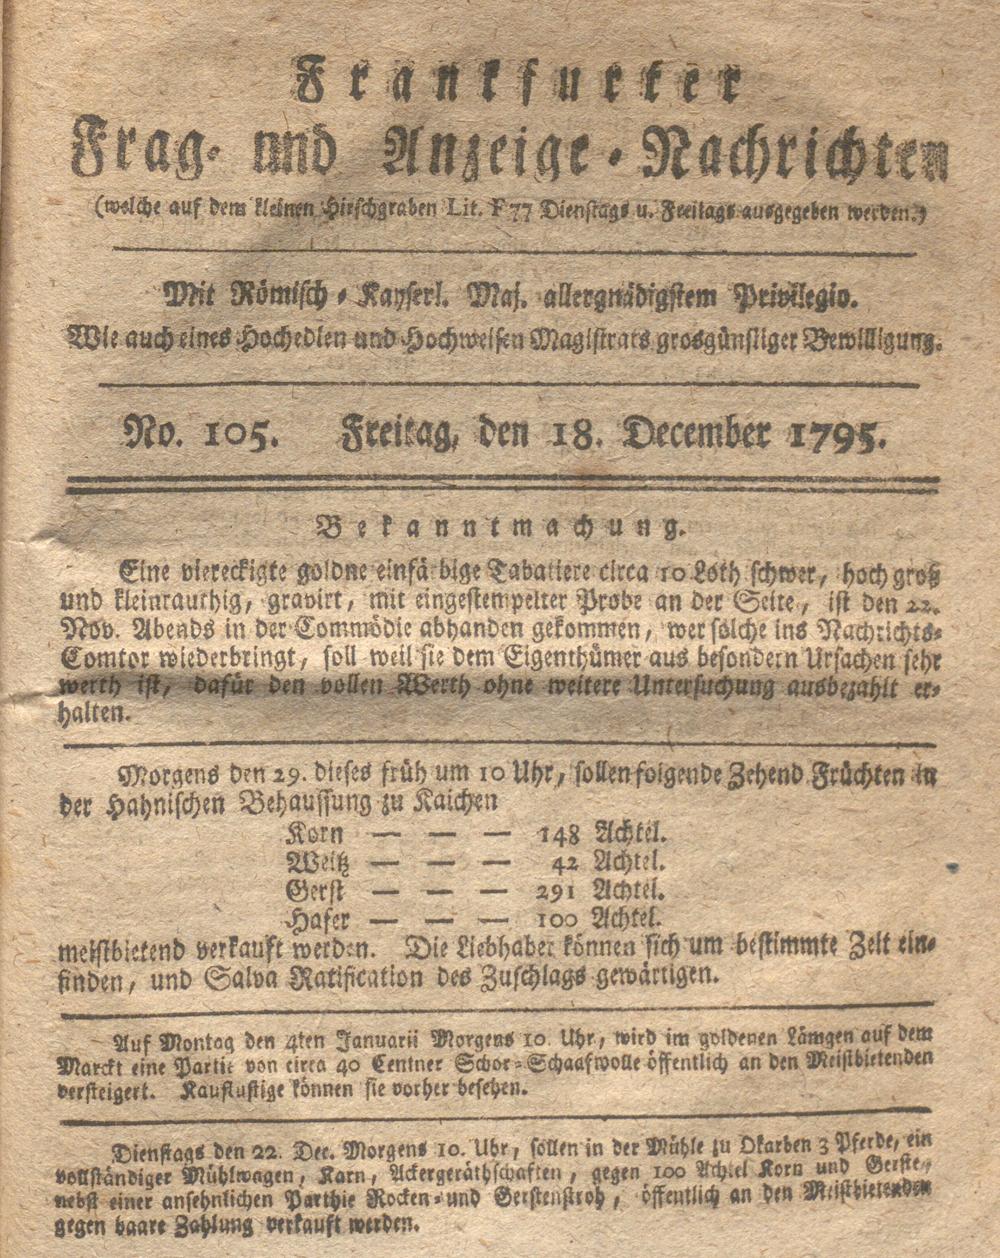 Frankfurter
Frag- und Anzeige-Nachrichten
(welche auf dem kleinen Hirschgraben Lit. F 77 Dienstags u. Freitags ausgegeben werden.)
Mit Römisch-Kayserl. Maj. allergnädigstem Privilegio.
Wie auch eines Hochedlen und Hochweisen Magistrats grosgünstiger Bewilligung.
No. 105. Freitag, den 18. December 1795.
Bekanntmachung.
Eine viereckigte goldne einfä bige Tabatiere circa 10 Loth schwer, hoch groß
und kleinrauthig, gravirt, mit eingestempelter Probe an der Seite, ist den 22.
Nov. Abends in der Commödie abhanden gekommen, wer solche ins Nachrichts-
Comtor wiederbringt, soll weil sie dem Eigenthümer aus besondern Ursachen sehr
werth ist, dafür den vollen Werth ohne weitere Untersuchung ausbezahlt er-
halten.
Morgens den 29. dieses früh um 10 Uhr, sollen folgende Zehend Früchten in
der Hahnischen Behaussung zu Kaichen
Korn — — — 148 Achtel.
Weitz — — — 42 Achtel.
Gerst — — — 291 Achtel.
Hafer — — — 100 Achtel.
meistbietend verkauft werden. Die Liebhaber können sich um bestimmte Zeit ein-
finden, und Salva Ratification des Zuschlags gewärtigen.
Auf Montag den 4ten Januarii Morgens 10. Uhr, wird im goldenen Lämgen auf dem
Marckt eine Partie von circa 40 Centner Schor-Schaafwolle öffentlich an den Meistbietenden
versteigert. Kauflustige können sie vorher besehen.
Dienstags den 22. Dec. Morgens 10. Uhr, sollen in der Mühle zu Okarben 3 Pferde, ein
vollständiger Mühlwagen, Karn, Ackergeräthschaften, gegen 100 Achtel Korn und Gerste,
nebst einer ansehnlichen Parthie Rocken- und Gerstenstroh, öffentlich an den Meistbietenden
gegen baare Zahlung verkauft werden.